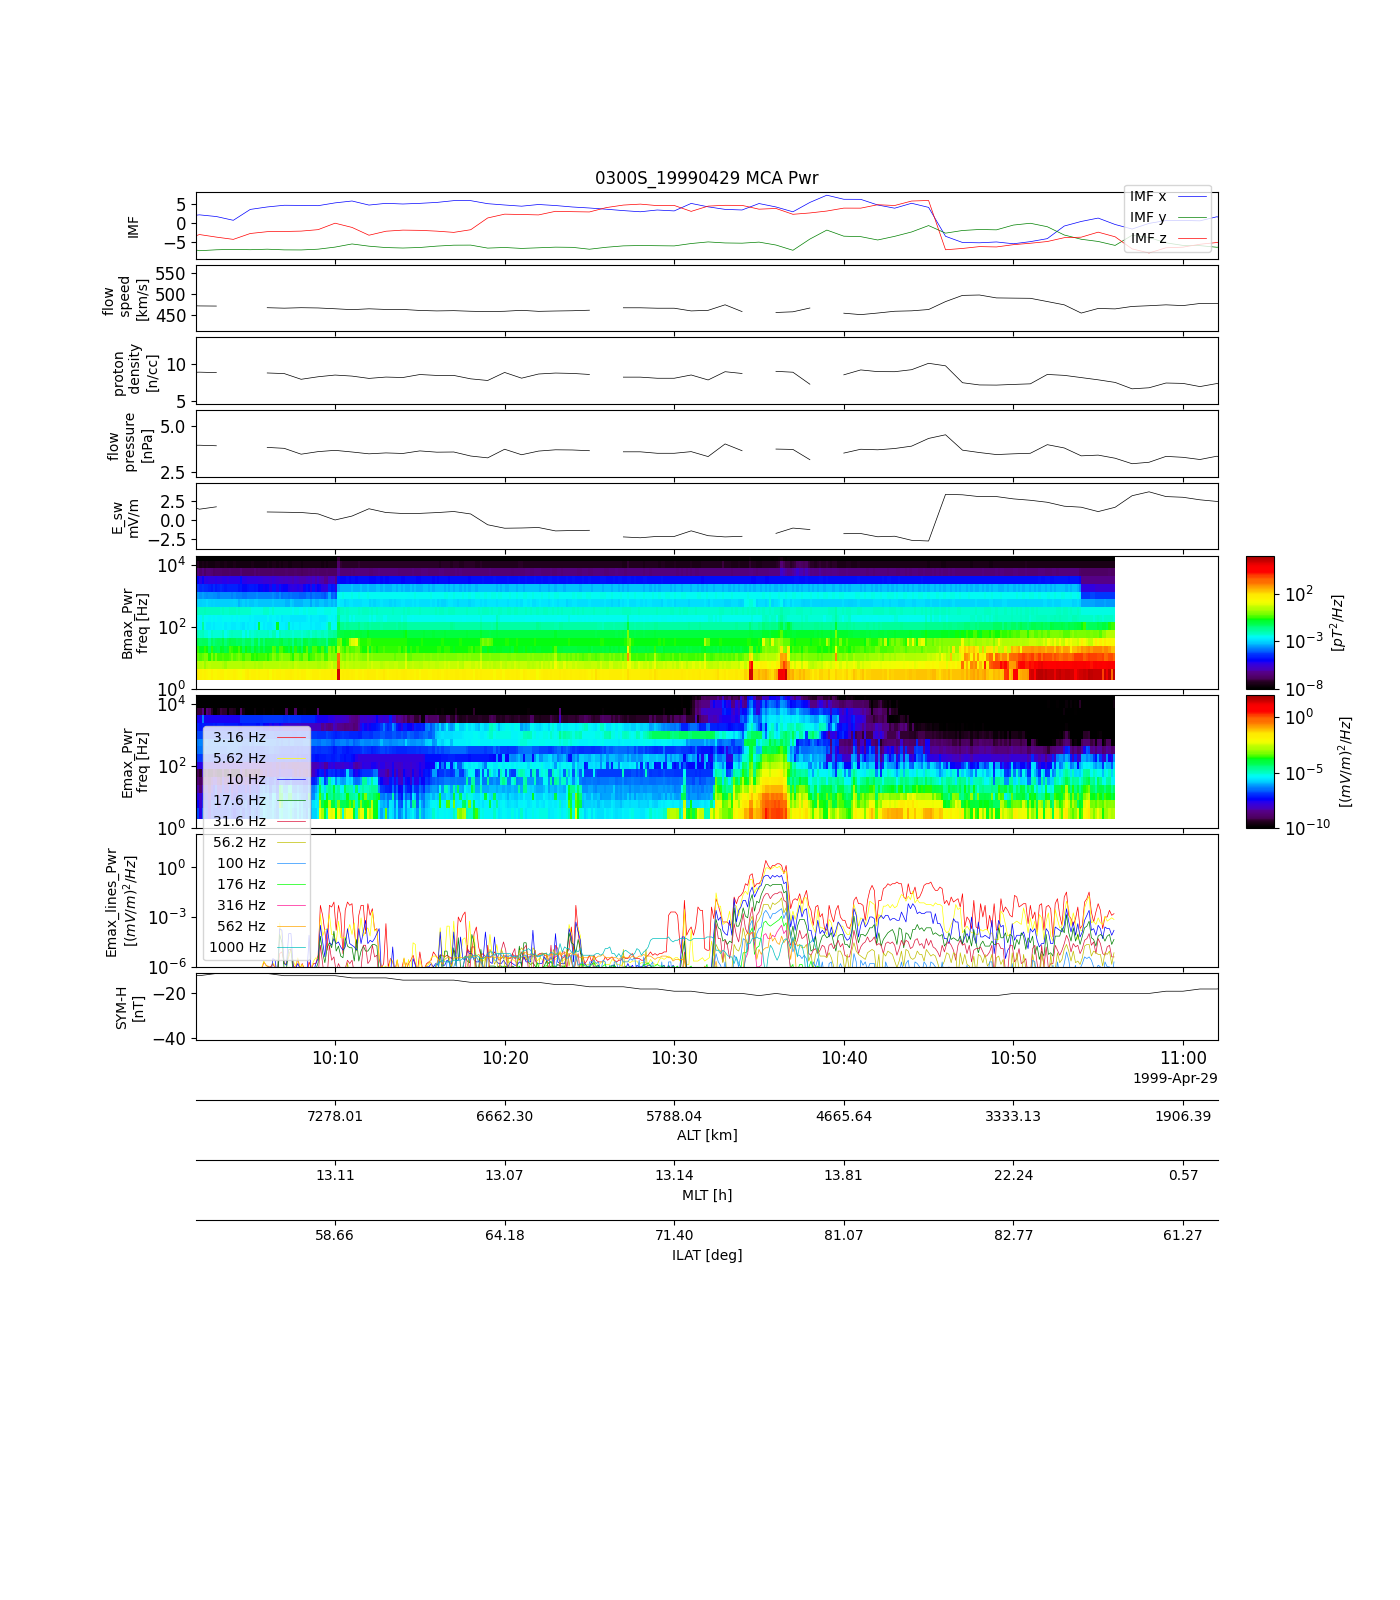 0300S_19990429 MCA Pwr
IMF
5
0
−5
IMF x
IMF y
IMF z
flow
speed
[km/s]
550
500
450
proton
density
[n/cc]
10
5
flow
pressure
[nPa]
5.0
2.5
E_sw
mV/m
2.5
0.0
−2.5
Bmax_Pwr
freq [Hz]
10^4
10^2
10^0
10^2
10^−3
10^−8
[pT^2/Hz]
Emax_Pwr
freq [Hz]
10^4
10^2
10^0
10^0
10^−5
10^−10
[(mV/m)^2/Hz]
3.16 Hz
5.62 Hz
10 Hz
17.6 Hz
31.6 Hz
56.2 Hz
100 Hz
176 Hz
316 Hz
562 Hz
1000 Hz
Emax_lines_Pwr
[(mV/m)^2/Hz]
10^0
10^−3
10^−6
SYM-H
[nT]
−20
−40
10:10 10:20 10:30 10:40 10:50 11:00
1999-Apr-29
7278.01 6662.30 5788.04 4665.64 3333.13 1906.39
ALT [km]
13.11 13.07 13.14 13.81 22.24 0.57
MLT [h]
58.66 64.18 71.40 81.07 82.77 61.27
ILAT [deg]